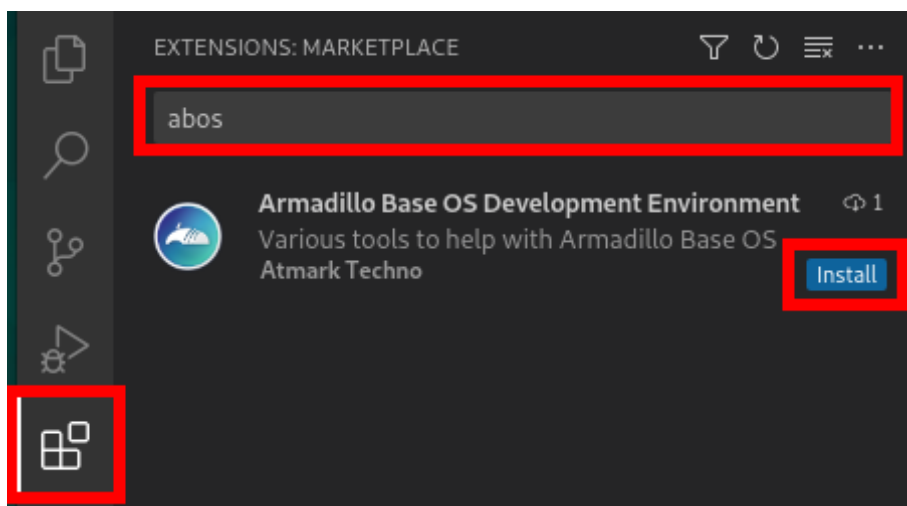 EXTENSIONS: MARKETPLACE
abos
Armadillo Base OS Development Environment 1
Various tools to help with Armadillo Base OS
Atmark Techno
Install